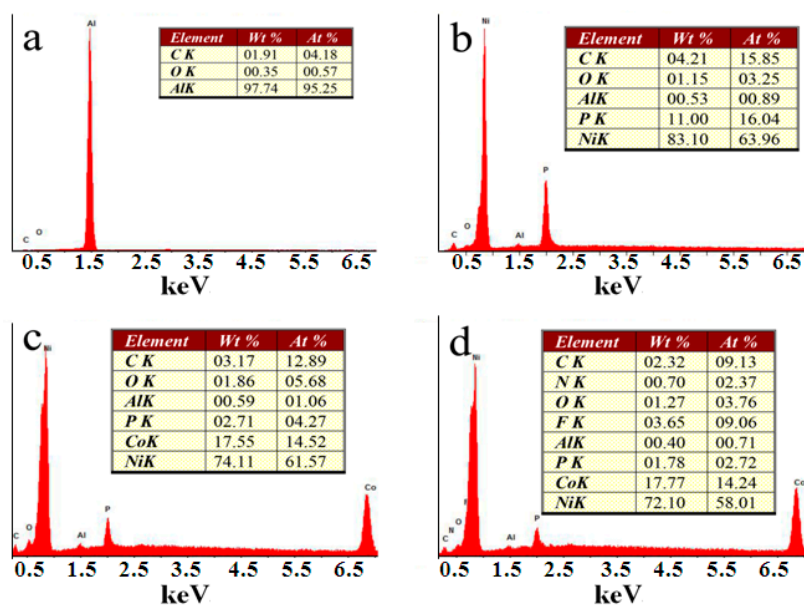 a
Al
Element Wt % At %
C K 01.91 04.18
O K 00.35 00.57
AlK 97.74 95.25
C O
0.5 1.5 2.5 3.5 4.5 5.5 6.5
keV
b
Ni
Element Wt % At %
C K 04.21 15.85
O K 01.15 03.25
AlK 00.53 00.89
P K 11.00 16.04
NiK 83.10 63.96
C O Al P
0.5 1.5 2.5 3.5 4.5 5.5 6.5
keV
c
Ni
Element Wt % At %
C K 03.17 12.89
O K 01.86 05.68
AlK 00.59 01.06
P K 02.71 04.27
CoK 17.55 14.52
NiK 74.11 61.57
C O Al P Co
0.5 1.5 2.5 3.5 4.5 5.5 6.5
keV
d
Ni
Element Wt % At %
C K 02.32 09.13
N K 00.70 02.37
O K 01.27 03.76
F K 03.65 09.06
AlK 00.40 00.71
P K 01.78 02.72
CoK 17.77 14.24
NiK 72.10 58.01
C N O F Al P Co
0.5 1.5 2.5 3.5 4.5 5.5 6.5
keV